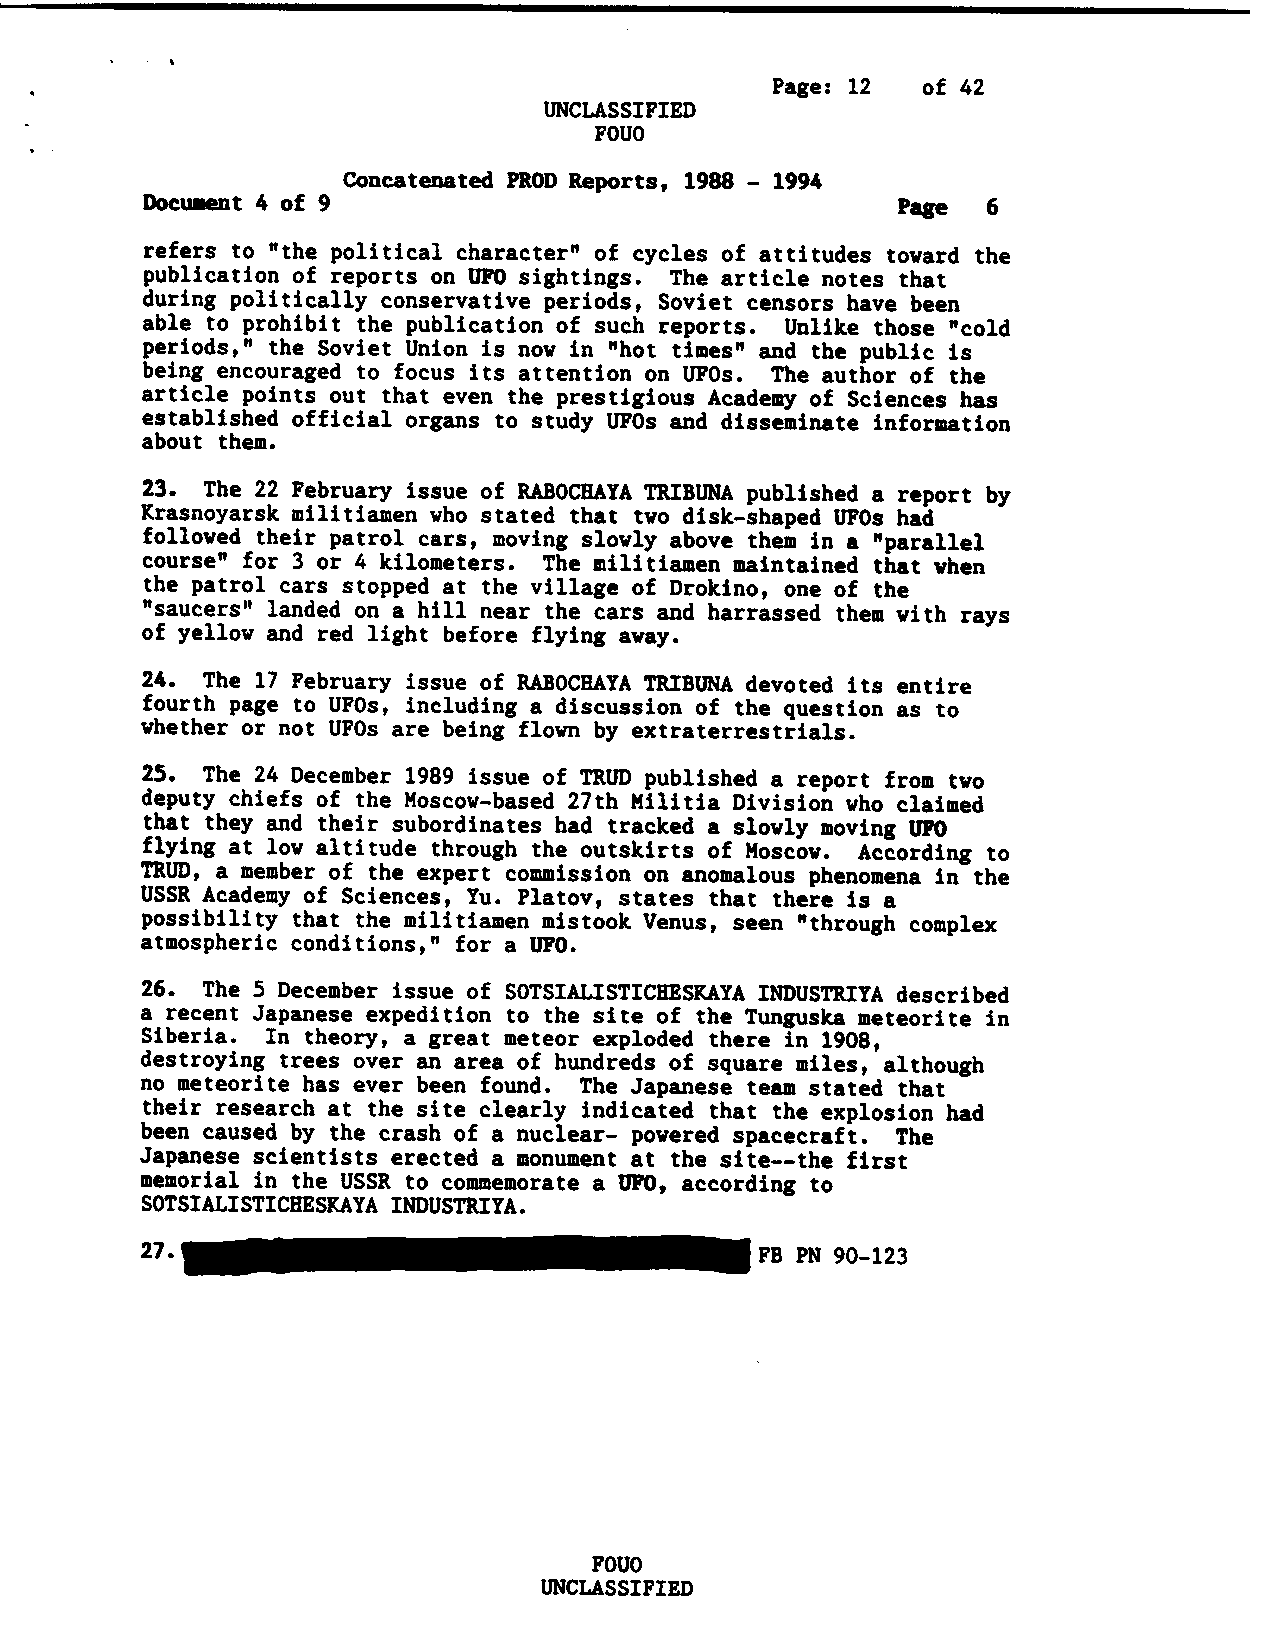 Page: 12 of 42
UNCLASSIFIED
FOUO
Concatenated PROD Reports, 1988 - 1994
Document 4 of 9 Page 6
refers to "the political character" of cycles of attitudes toward the
publication of reports on UFO sightings. The article notes that
during politically conservative periods, Soviet censors have been
able to prohibit the publication of such reports. Unlike those "cold
periods," the Soviet Union is now in "hot times" and the public is
being encouraged to focus its attention on UFOs. The author of the
article points out that even the prestigious Academy of Sciences has
established official organs to study UFOs and disseminate information
about them.
23. The 22 February issue of RABOCHAYA TRIBUNA published a report by
Krasnoyarsk militiamen who stated that two disk-shaped UFOs had
followed their patrol cars, moving slowly above them in a "parallel
course" for 3 or 4 kilometers. The militiamen maintained that when
the patrol cars stopped at the village of Drokino, one of the
"saucers" landed on a hill near the cars and harrassed them with rays
of yellow and red light before flying away.
24. The 17 February issue of RABOCHAYA TRIBUNA devoted its entire
fourth page to UFOs, including a discussion of the question as to
whether or not UFOs are being flown by extraterrestrials.
25. The 24 December 1989 issue of TRUD published a report from two
deputy chiefs of the Moscow-based 27th Militia Division who claimed
that they and their subordinates had tracked a slowly moving UFO
flying at low altitude through the outskirts of Moscow. According to
TRUD, a member of the expert commission on anomalous phenomena in the
USSR Academy of Sciences, Yu. Platov, states that there is a
possibility that the militiamen mistook Venus, seen "through complex
atmospheric conditions," for a UFO.
26. The 5 December issue of SOTSIALISTICHESKAYA INDUSTRIYA described
a recent Japanese expedition to the site of the Tunguska meteorite in
Siberia. In theory, a great meteor exploded there in 1908,
destroying trees over an area of hundreds of square miles, although
no meteorite has ever been found. The Japanese team stated that
their research at the site clearly indicated that the explosion had
been caused by the crash of a nuclear- powered spacecraft. The
Japanese scientists erected a monument at the site--the first
memorial in the USSR to commemorate a UFO, according to
SOTSIALISTICHESKAYA INDUSTRIYA.
27. FB PN 90-123
FOUO
UNCLASSIFIED